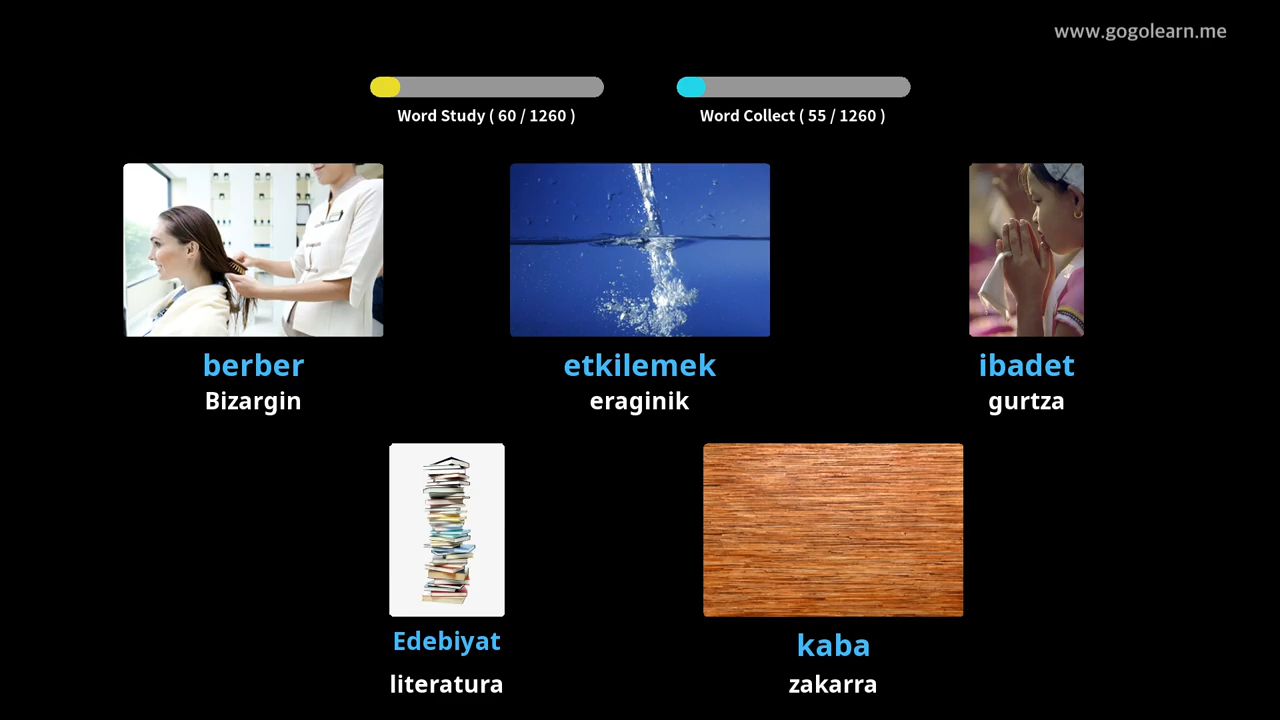 www.gogolearn.me
Word Study ( 60 / 1260 )
Word Collect ( 55 / 1260 )
berber
Bizargin
etkilemek
eraginik
ibadet
gurtza
Edebiyat
literatura
kaba
zakarra